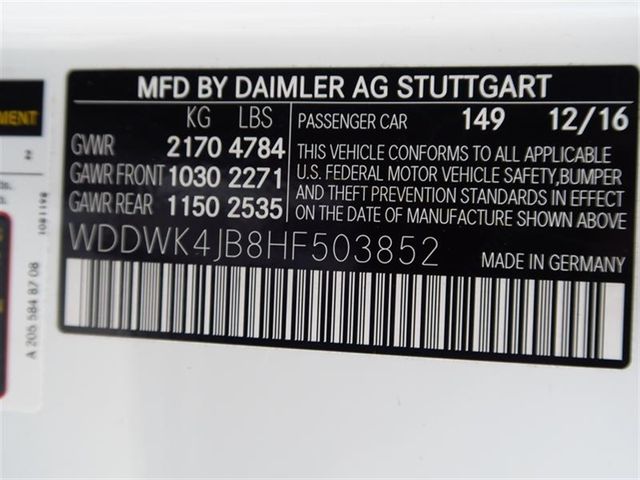 MFD BY DAIMLER AG STUTTGART
KG LBS
GVWR 2170 4784
GAWR FRONT 1030 2271
GAWR REAR 1150 2535
PASSENGER CAR 149 12/16
THIS VEHICLE CONFORMS TO ALL APPLICABLE
U.S. FEDERAL MOTOR VEHICLE SAFETY, BUMPER
AND THEFT PREVENTION STANDARDS IN EFFECT
ON THE DATE OF MANUFACTURE SHOWN ABOVE.
WDDWK4JB8HF503852
MADE IN GERMANY
A 205 584 87 08
1081198